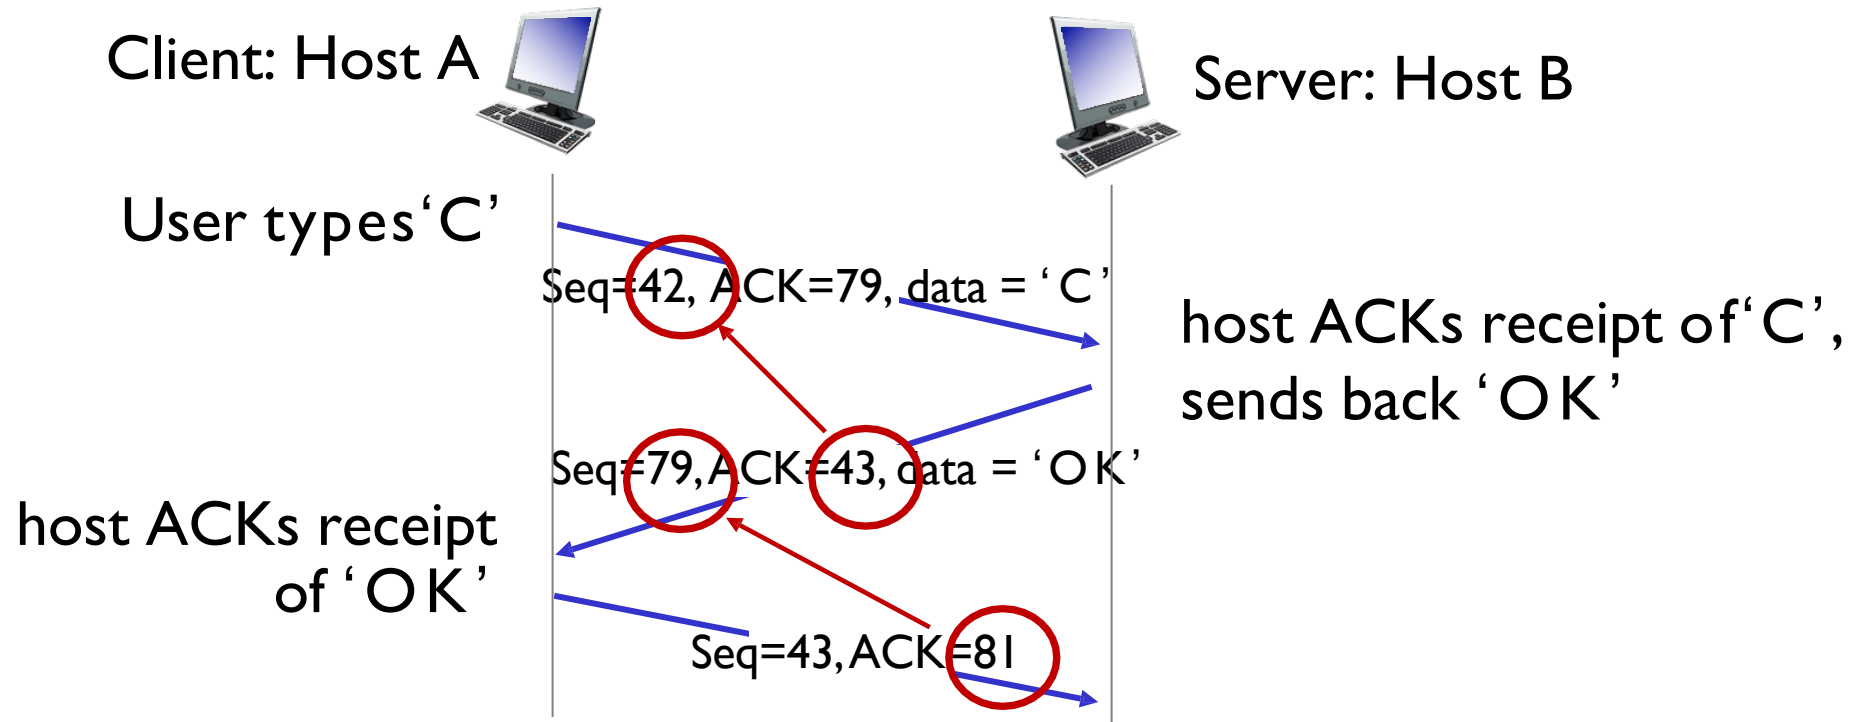 Client: Host A
Server: Host B
User types ‘C’
Seq=42, ACK=79, data = ‘C’
host ACKs receipt of ‘C’,
sends back ‘OK’
Seq=79, ACK=43, data = ‘OK’
host ACKs receipt
of ‘OK’
Seq=43, ACK=81